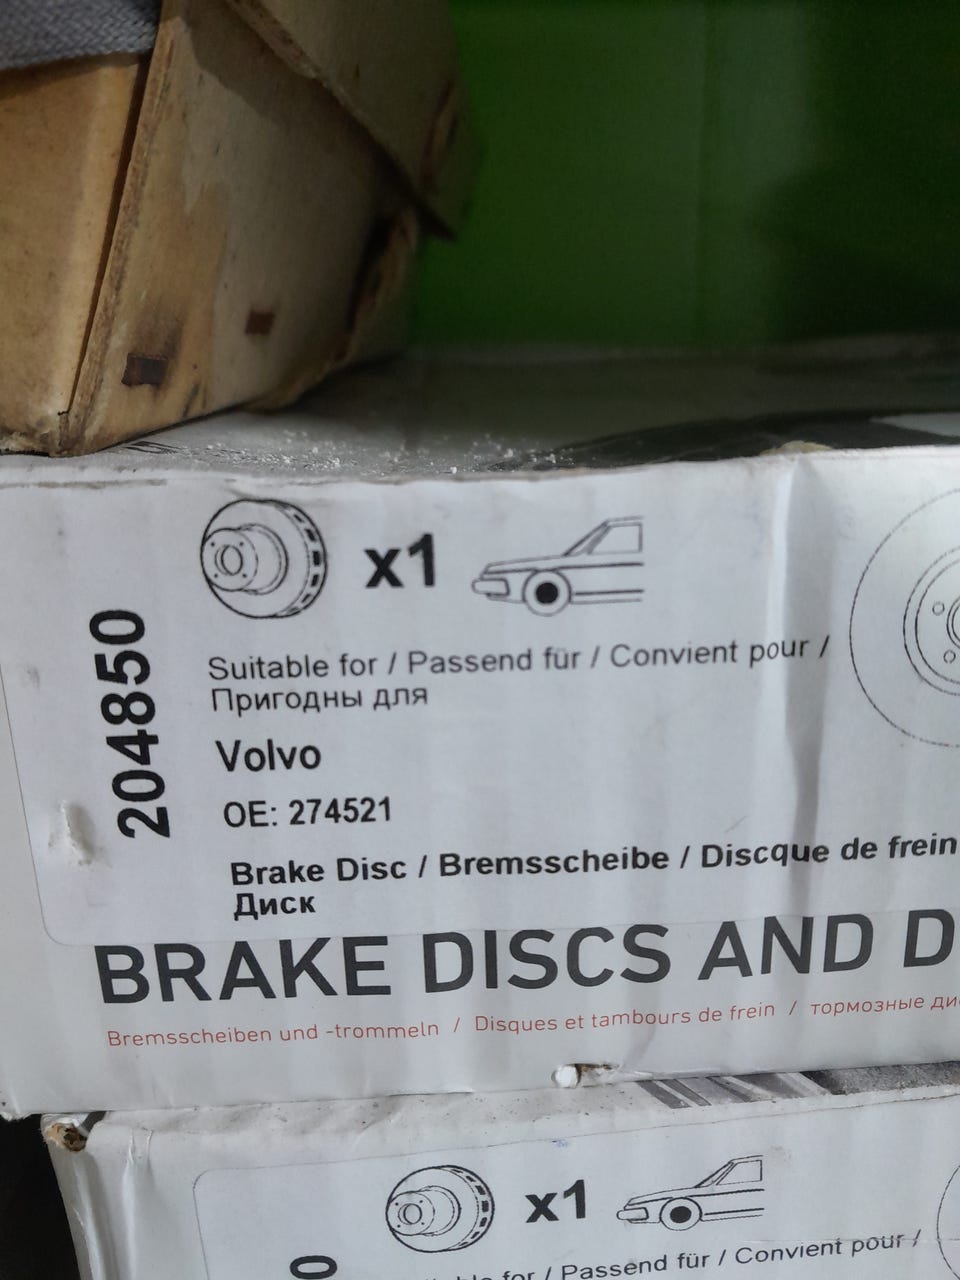 x1
204850
Suitable for / Passend für / Convient pour /
Пригодны для
Volvo
OE: 274521
Brake Disc / Bremsscheibe / Discque de frein
Диск
BRAKE DISCS AND D
Bremsscheiben und -trommeln / Disques et tambours de frein / тормозные ди
x1
0
for / Passend für / Convient pour /